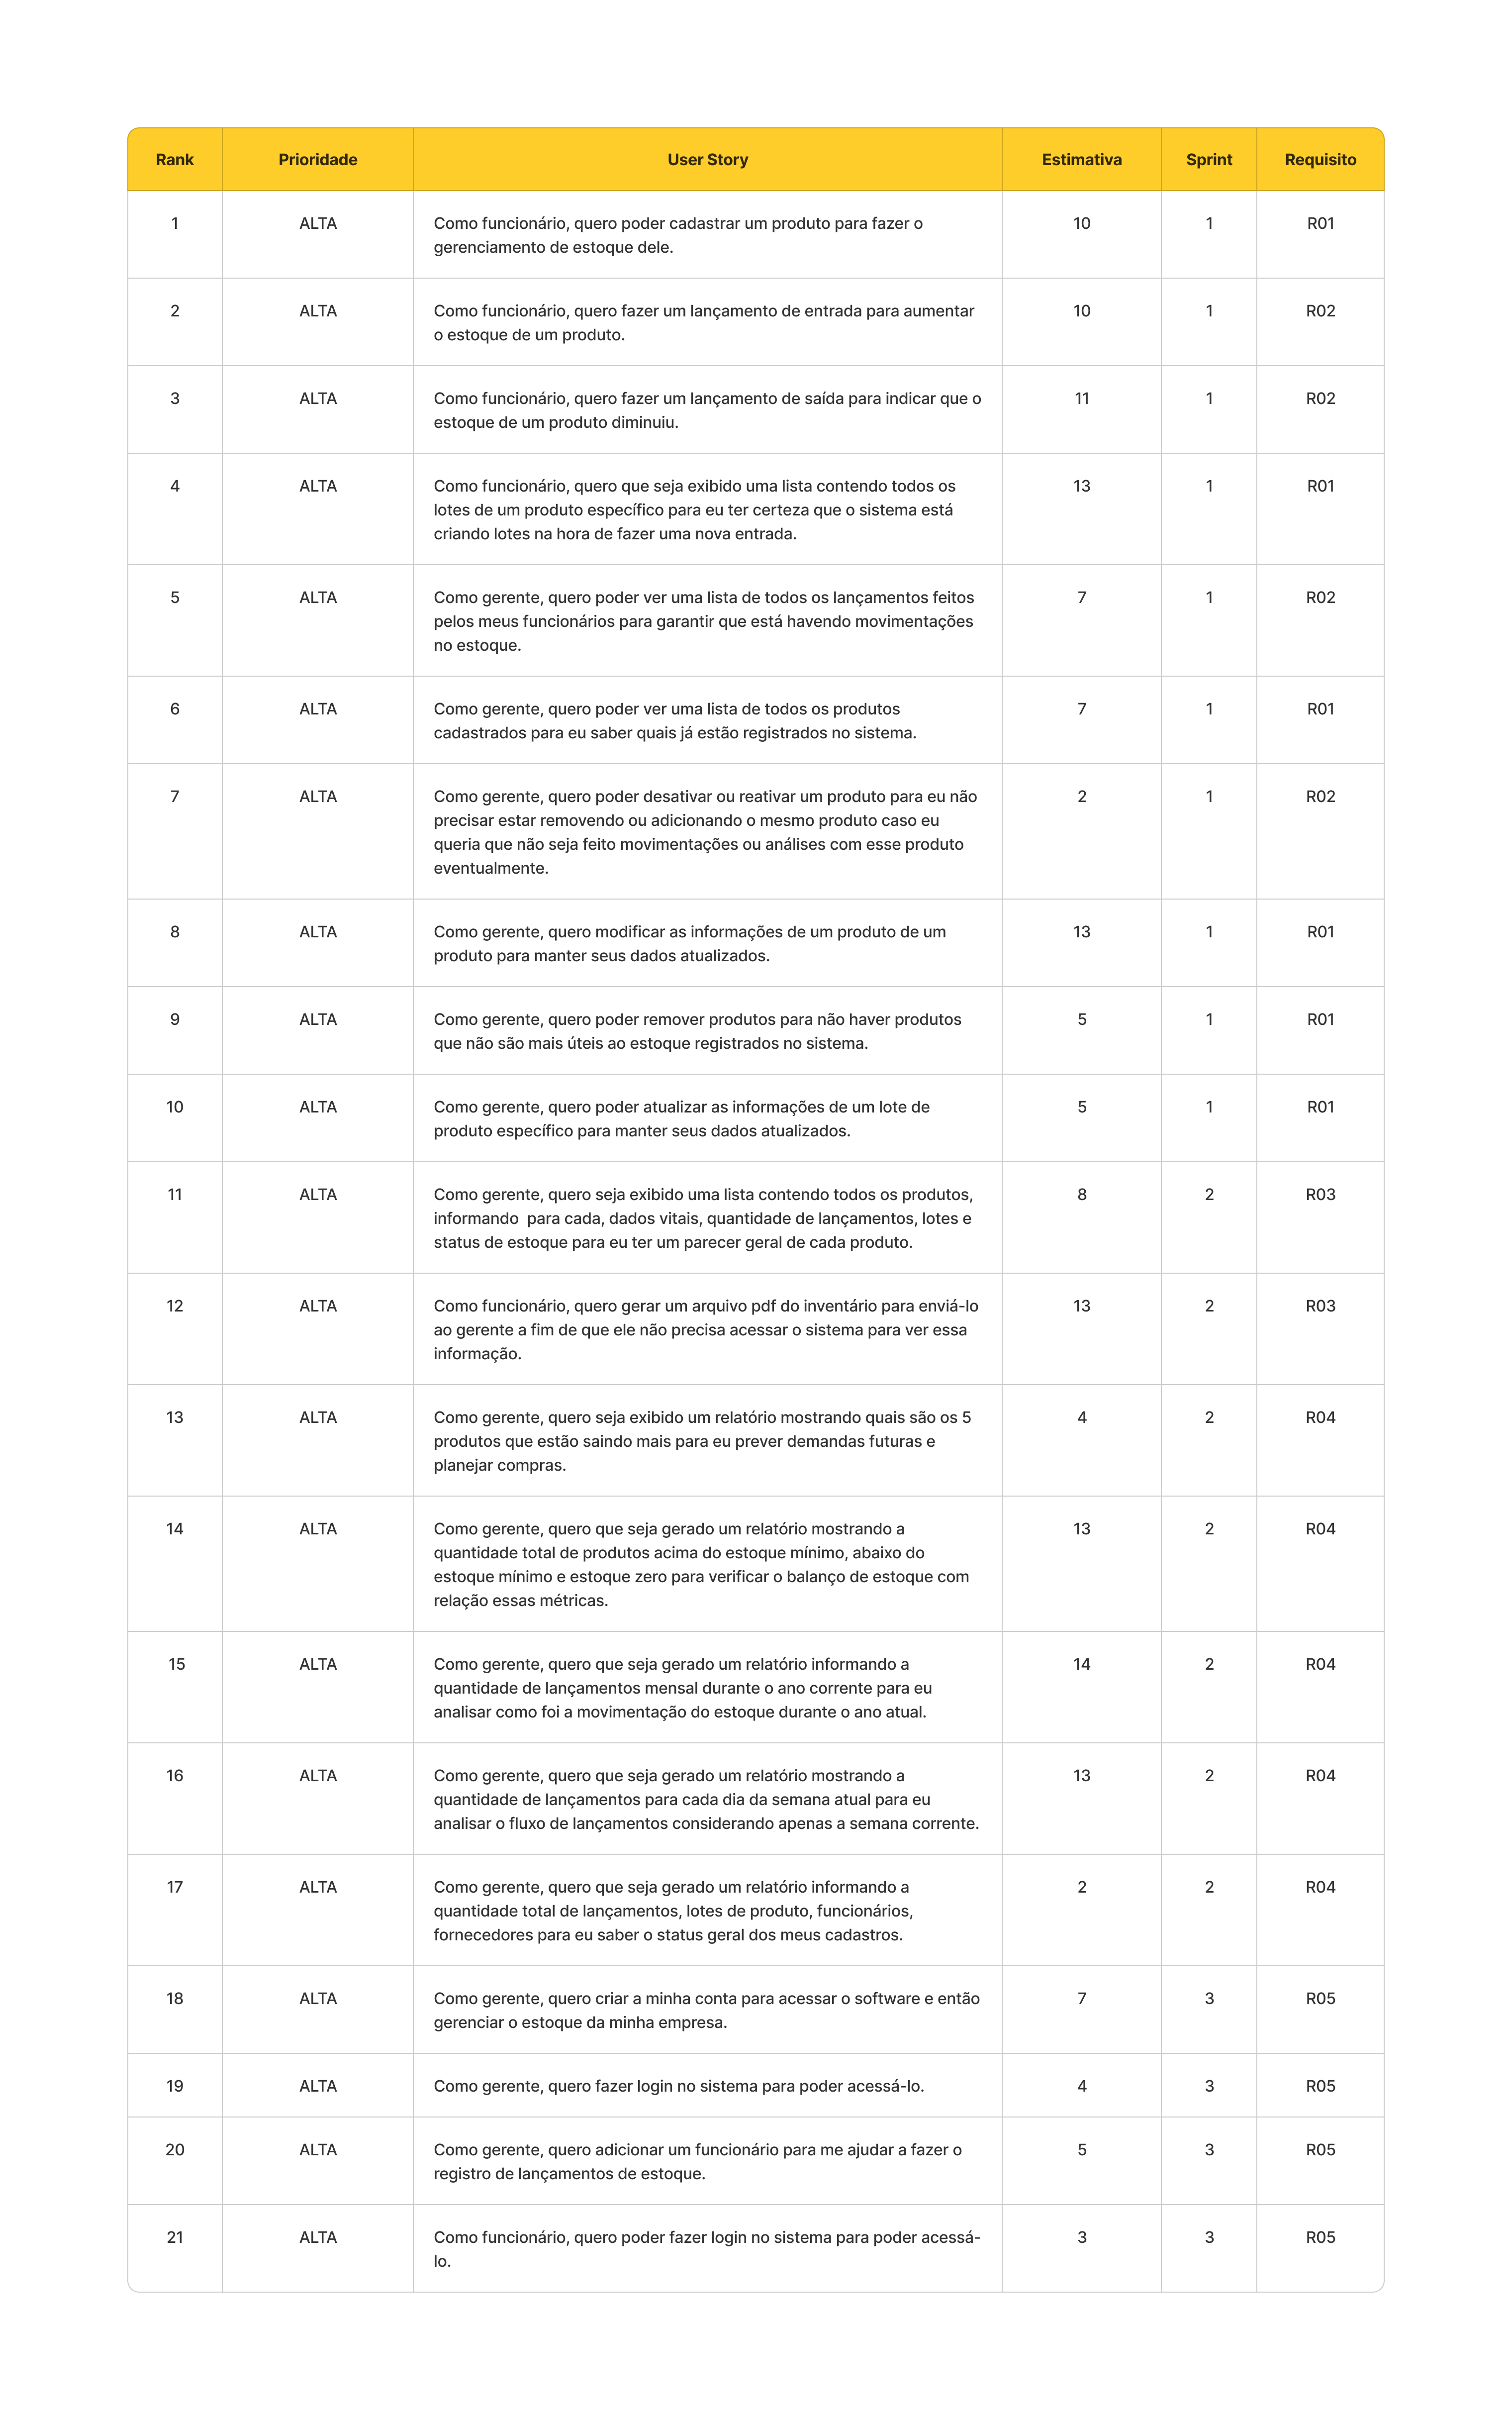 Rank Prioridade User Story Estimativa Sprint Requisito
1 ALTA Como funcionário, quero poder cadastrar um produto para fazer o 10 1 R01
gerenciamento de estoque dele.
2 ALTA Como funcionário, quero fazer um lançamento de entrada para aumentar 10 1 R02
o estoque de um produto.
3 ALTA Como funcionário, quero fazer um lançamento de saída para indicar que o 11 1 R02
estoque de um produto diminuiu.
4 ALTA Como funcionário, quero que seja exibido uma lista contendo todos os 13 1 R01
lotes de um produto específico para eu ter certeza que o sistema está
criando lotes na hora de fazer uma nova entrada.
5 ALTA Como gerente, quero poder ver uma lista de todos os lançamentos feitos 7 1 R02
pelos meus funcionários para garantir que está havendo movimentações
no estoque.
6 ALTA Como gerente, quero poder ver uma lista de todos os produtos 7 1 R01
cadastrados para eu saber quais já estão registrados no sistema.
7 ALTA Como gerente, quero poder desativar ou reativar um produto para eu não 2 1 R02
precisar estar removendo ou adicionando o mesmo produto caso eu
queria que não seja feito movimentações ou análises com esse produto
eventualmente.
8 ALTA Como gerente, quero modificar as informações de um produto de um 13 1 R01
produto para manter seus dados atualizados.
9 ALTA Como gerente, quero poder remover produtos para não haver produtos 5 1 R01
que não são mais úteis ao estoque registrados no sistema.
10 ALTA Como gerente, quero poder atualizar as informações de um lote de 5 1 R01
produto específico para manter seus dados atualizados.
11 ALTA Como gerente, quero seja exibido uma lista contendo todos os produtos, 8 2 R03
informando  para cada, dados vitais, quantidade de lançamentos, lotes e
status de estoque para eu ter um parecer geral de cada produto.
12 ALTA Como funcionário, quero gerar um arquivo pdf do inventário para enviá-lo 13 2 R03
ao gerente a fim de que ele não precisa acessar o sistema para ver essa
informação.
13 ALTA Como gerente, quero seja exibido um relatório mostrando quais são os 5 4 2 R04
produtos que estão saindo mais para eu prever demandas futuras e
planejar compras.
14 ALTA Como gerente, quero que seja gerado um relatório mostrando a 13 2 R04
quantidade total de produtos acima do estoque mínimo, abaixo do
estoque mínimo e estoque zero para verificar o balanço de estoque com
relação essas métricas.
15 ALTA Como gerente, quero que seja gerado um relatório informando a 14 2 R04
quantidade de lançamentos mensal durante o ano corrente para eu
analisar como foi a movimentação do estoque durante o ano atual.
16 ALTA Como gerente, quero que seja gerado um relatório mostrando a 13 2 R04
quantidade de lançamentos para cada dia da semana atual para eu
analisar o fluxo de lançamentos considerando apenas a semana corrente.
17 ALTA Como gerente, quero que seja gerado um relatório informando a 2 2 R04
quantidade total de lançamentos, lotes de produto, funcionários,
fornecedores para eu saber o status geral dos meus cadastros.
18 ALTA Como gerente, quero criar a minha conta para acessar o software e então 7 3 R05
gerenciar o estoque da minha empresa.
19 ALTA Como gerente, quero fazer login no sistema para poder acessá-lo. 4 3 R05
20 ALTA Como gerente, quero adicionar um funcionário para me ajudar a fazer o 5 3 R05
registro de lançamentos de estoque.
21 ALTA Como funcionário, quero poder fazer login no sistema para poder acessá- 3 3 R05
lo.